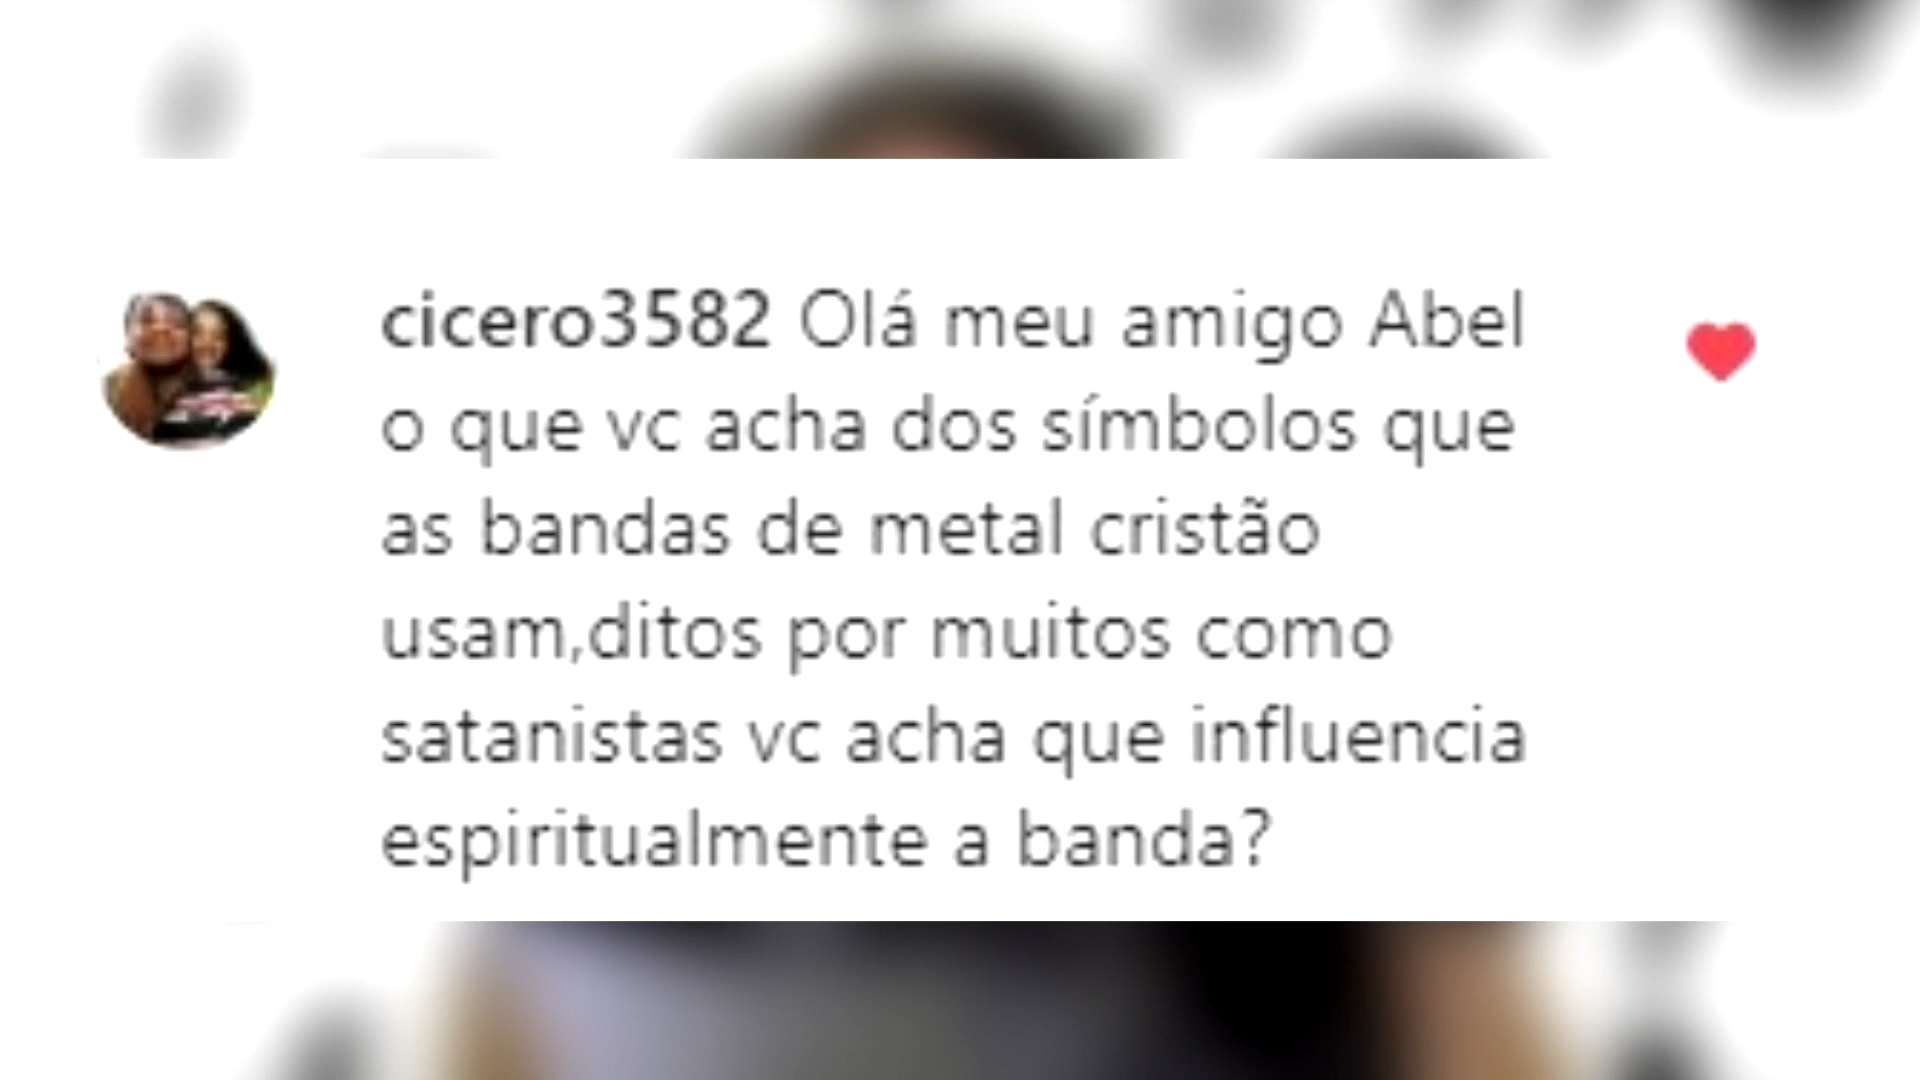 cicero3582 Olá meu amigo Abel
o que vc acha dos símbolos que
as bandas de metal cristão
usam,ditos por muitos como
satanistas vc acha que influencia
espiritualmente a banda?